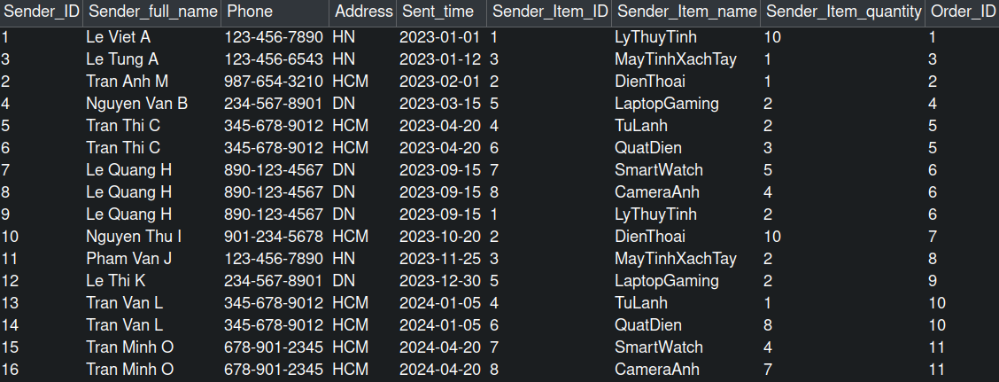 Sender_ID Sender_full_name Phone Address Sent_time Sender_Item_ID Sender_Item_name Sender_Item_quantity Order_ID
1 Le Viet A 123-456-7890 HN 2023-01-01 1 LyThuyTinh 10 1
3 Le Tung A 123-456-6543 HN 2023-01-12 3 MayTinhXachTay 1 3
2 Tran Anh M 987-654-3210 HCM 2023-02-01 2 DienThoai 1 2
4 Nguyen Van B 234-567-8901 DN 2023-03-15 5 LaptopGaming 2 4
5 Tran Thi C 345-678-9012 HCM 2023-04-20 4 TuLanh 2 5
6 Tran Thi C 345-678-9012 HCM 2023-04-20 6 QuatDien 3 5
7 Le Quang H 890-123-4567 DN 2023-09-15 7 SmartWatch 5 6
8 Le Quang H 890-123-4567 DN 2023-09-15 8 CameraAnh 4 6
9 Le Quang H 890-123-4567 DN 2023-09-15 1 LyThuyTinh 2 6
10 Nguyen Thu I 901-234-5678 HCM 2023-10-20 2 DienThoai 10 7
11 Pham Van J 123-456-7890 HN 2023-11-25 3 MayTinhXachTay 2 8
12 Le Thi K 234-567-8901 DN 2023-12-30 5 LaptopGaming 2 9
13 Tran Van L 345-678-9012 HCM 2024-01-05 4 TuLanh 1 10
14 Tran Van L 345-678-9012 HCM 2024-01-05 6 QuatDien 8 10
15 Tran Minh O 678-901-2345 HCM 2024-04-20 7 SmartWatch 4 11
16 Tran Minh O 678-901-2345 HCM 2024-04-20 8 CameraAnh 7 11